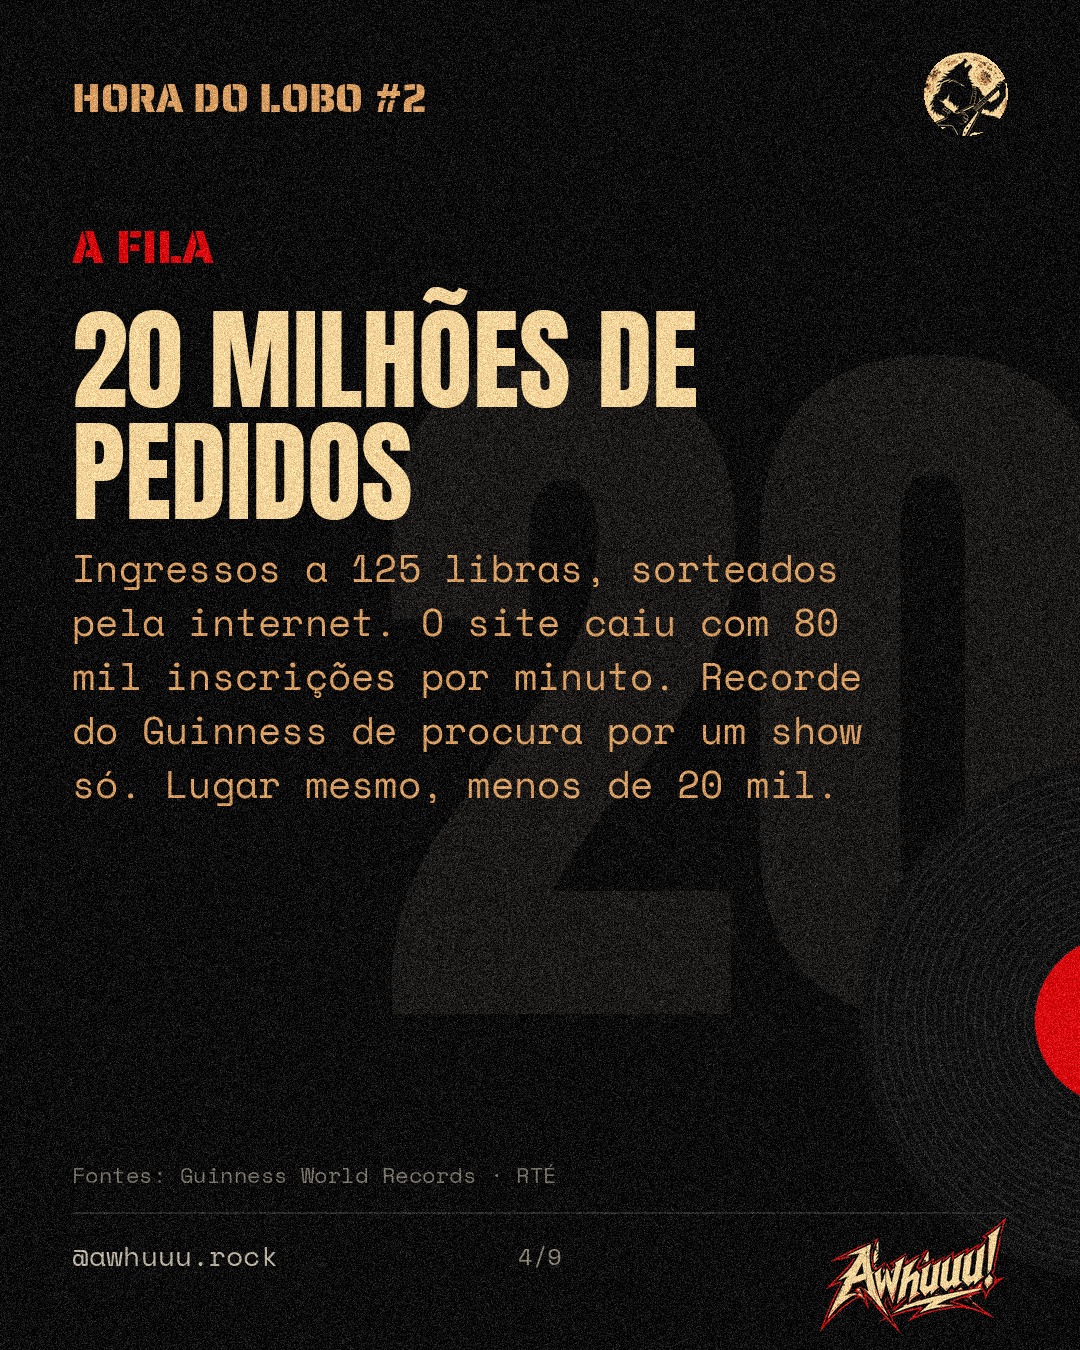 HORA DO LOBO #2
A FILA
20 MILHÕES DE
PEDIDOS
20
Ingressos a 125 libras, sorteados
pela internet. O site caiu com 80
mil inscrições por minuto. Recorde
do Guinness de procura por um show
só. Lugar mesmo, menos de 20 mil.
Fontes: Guinness World Records · RTÉ
@awhuuu.rock
4/9
Awhuuu!